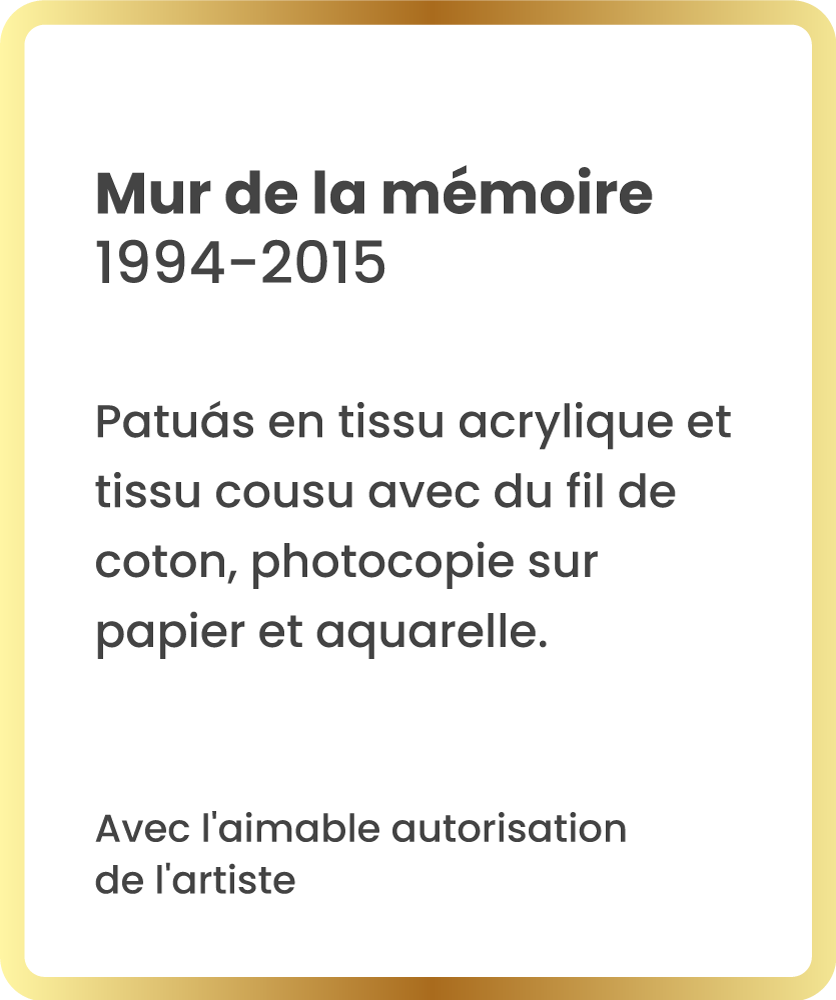 Mur de la mémoire
1994-2015
Patuás en tissu acrylique et
tissu cousu avec du fil de
coton, photocopie sur
papier et aquarelle.
Avec l'aimable autorisation
de l'artiste